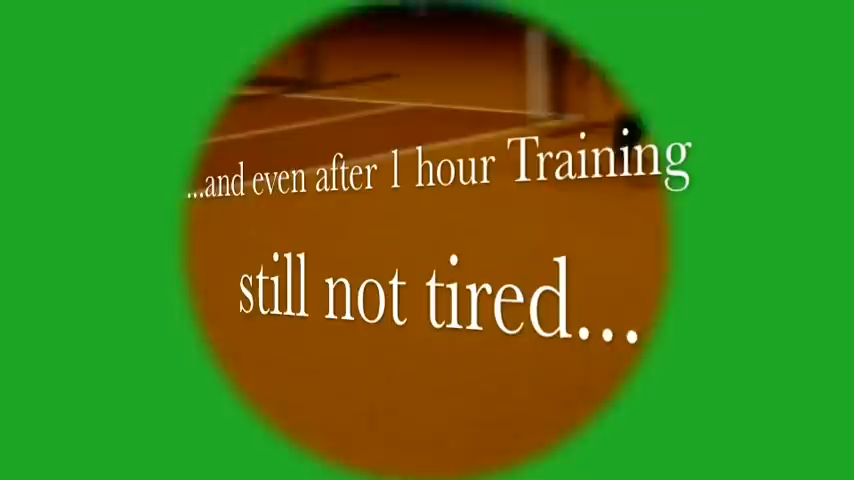 ...and even after 1 hour Training
still not tired...